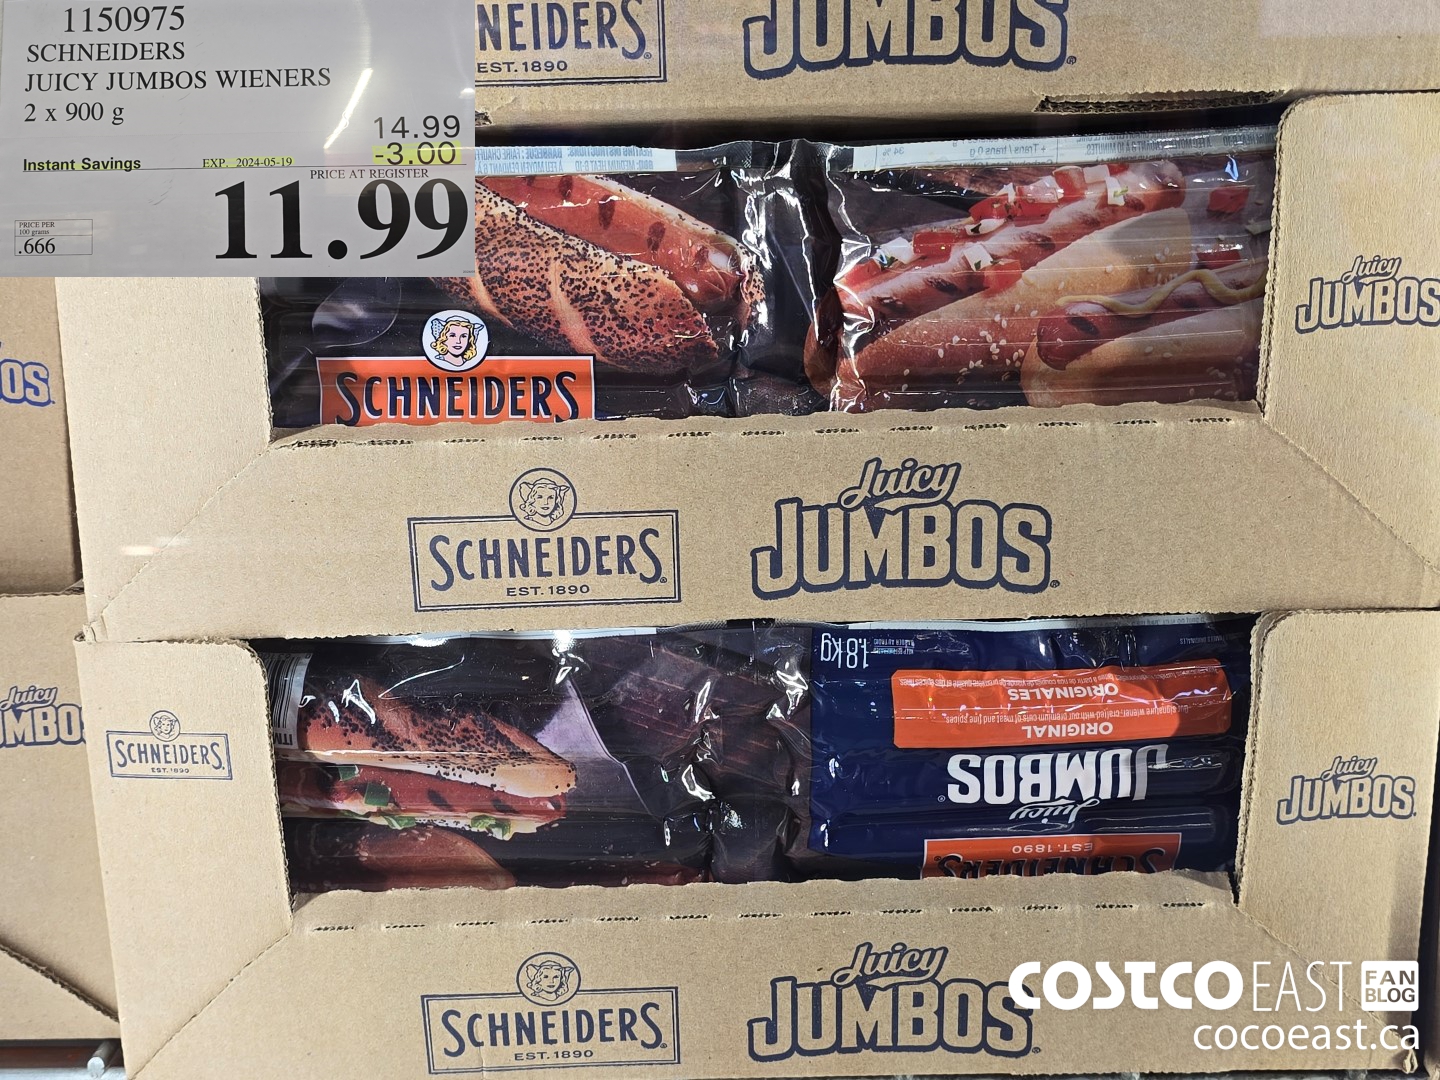 1150975
SCHNEIDERS
JUICY JUMBOS WIENERS
2 x 900 g
14.99
-3.00
Instant Savings
EXP. 2024-05-19
PRICE AT REGISTER
11.99
PRICE PER
100 grams
.666
NEIDERS
EST. 1890
JUMBOS
SCHNEIDERS
Juicy
JUMBOS
OS
SCHNEIDERS
EST. 1890
Juicy
JUMBOS
1.8 kg
ORIGINALES
ORIGINAL
Juicy
JUMBOS
SCHNEIDERS
EST. 1890
Juicy
UMBO
SCHNEIDERS
EST. 1890
Juicy
JUMBOS
SCHNEIDERS
EST. 1890
Juicy
JUMBOS
COSTCO EAST FAN BLOG
cocoeast.ca